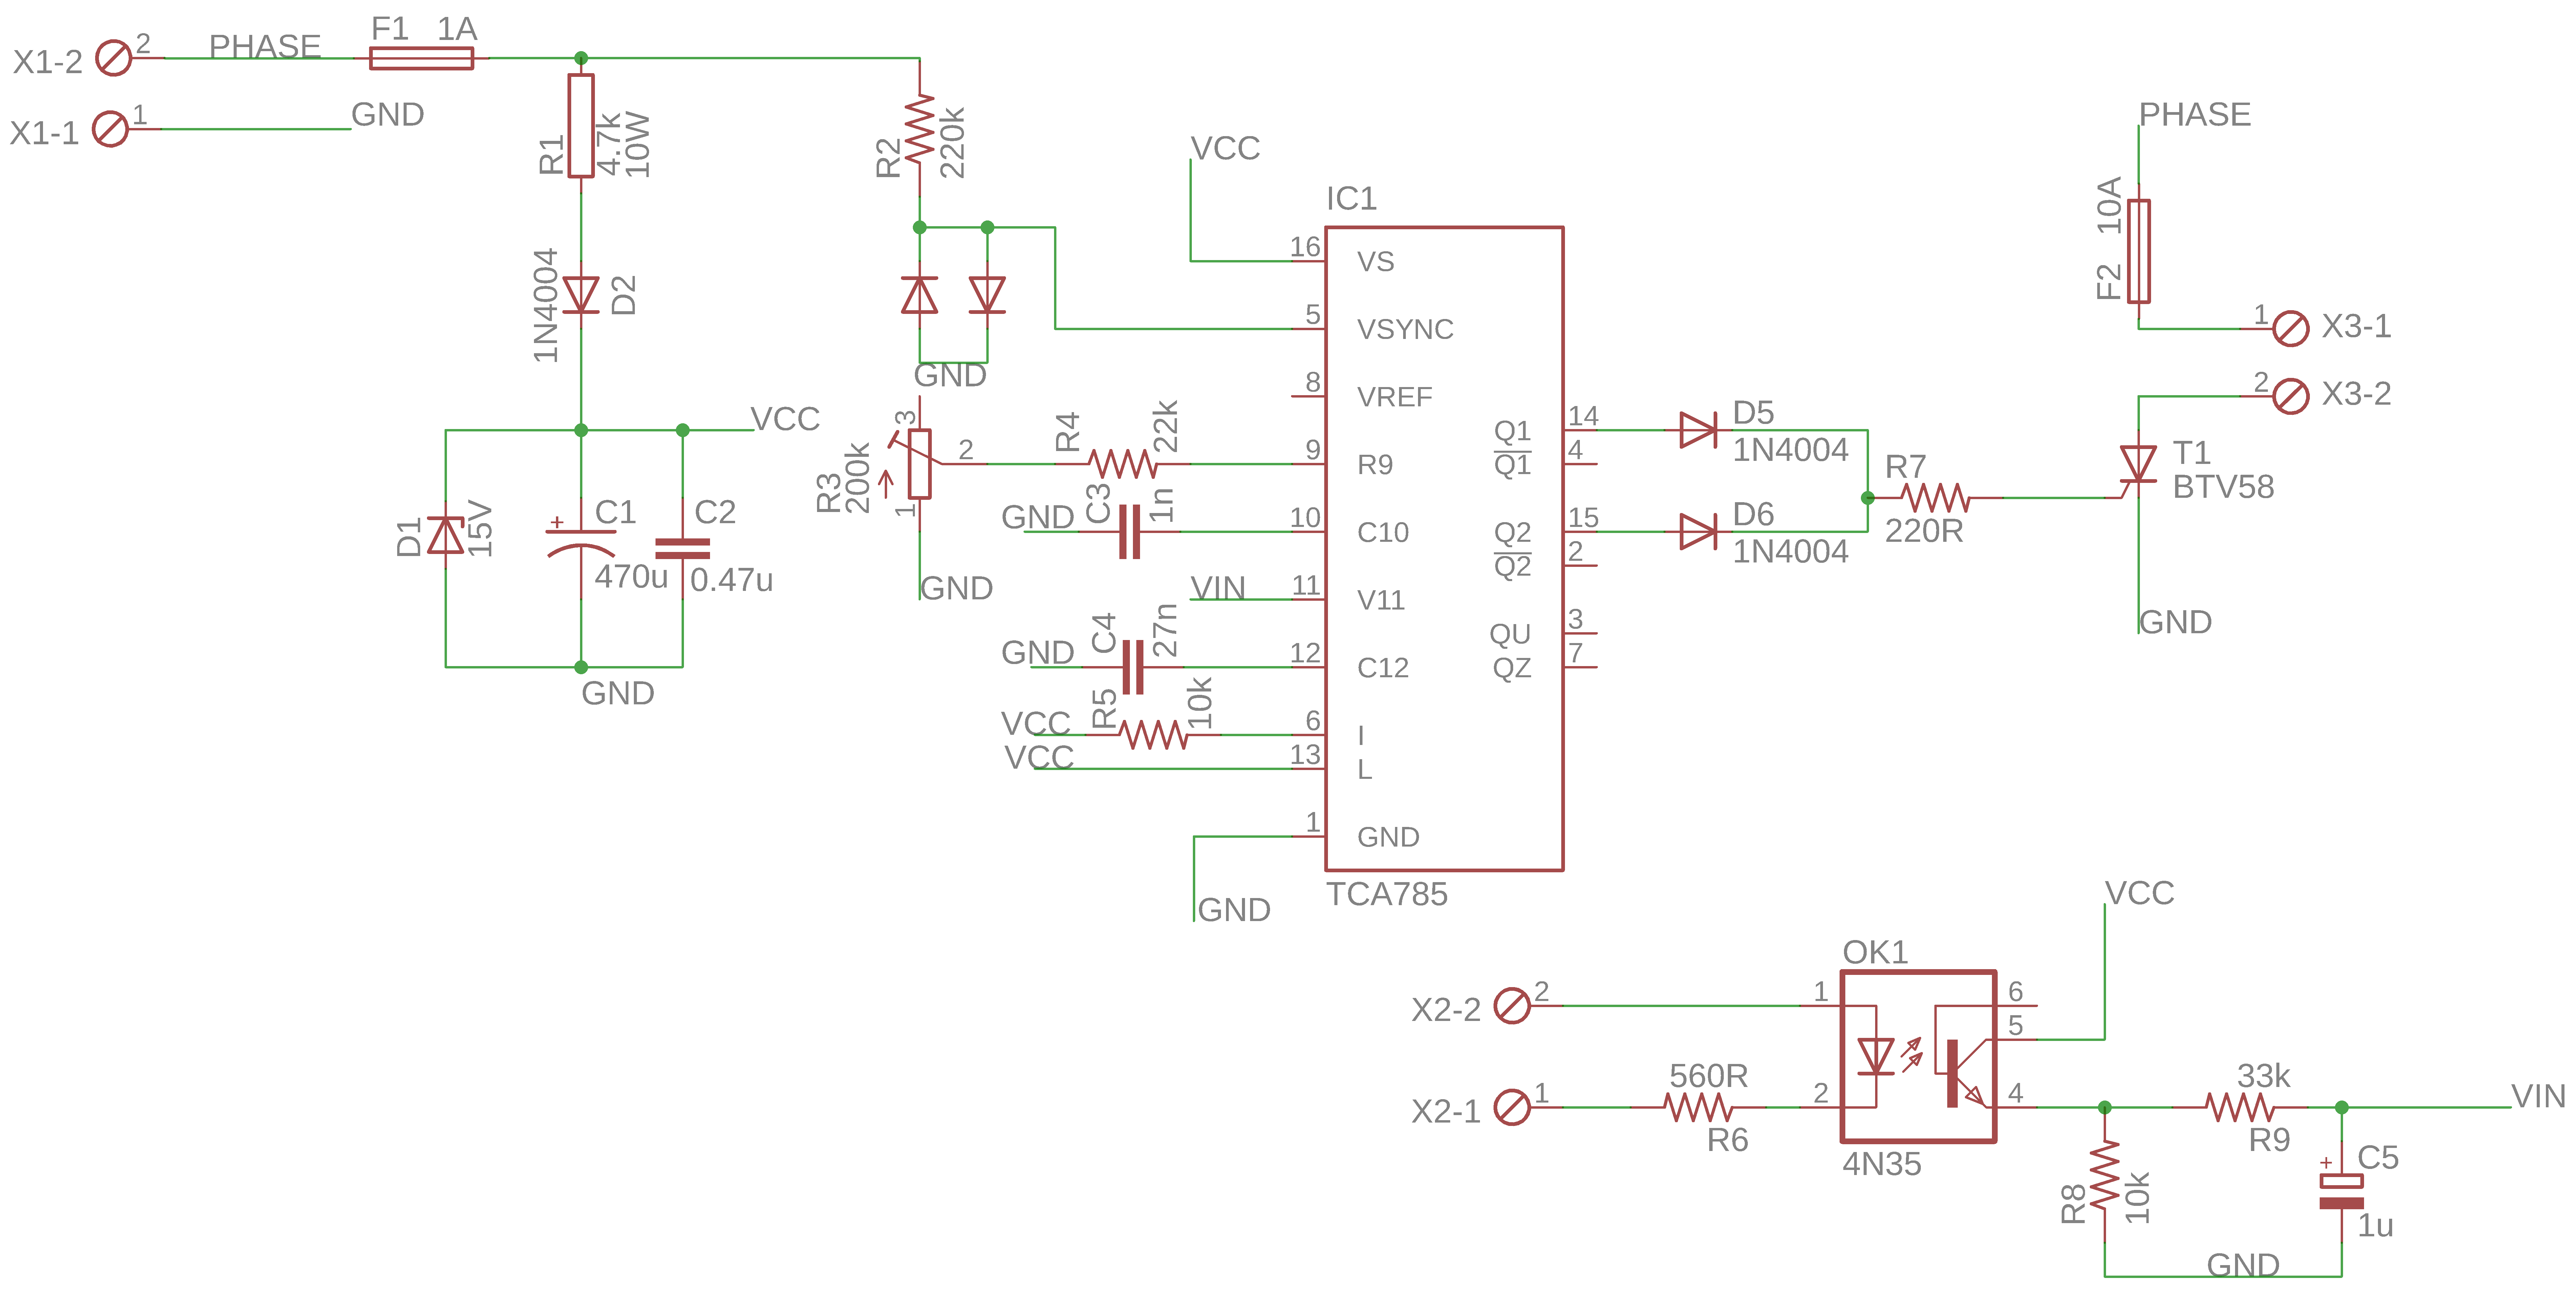 F1 1A
X1-2 2 PHASE
X1-1 1 GND
R1 4.7k 10W
R2 220k
1N4004 D2
GND
VCC
D1 15V
C1 470u
C2 0.47u
GND
R3 200k 3 2 1
GND
R4 22k
GND C3 1n
VIN
GND C4 27n
VCC R5 10k
VCC
VCC
IC1
16 VS
5 VSYNC
8 VREF
9 R9
10 C10
11 V11
12 C12
6 I
13 L
1 GND
Q1 14
Q1 4
Q2 15
Q2 2
QU 3
QZ 7
TCA785
GND
D5
1N4004
D6
1N4004
R7
220R
PHASE
F2 10A
1 X3-1
2 X3-2
T1
BTV58
GND
VCC
OK1
X2-2 2 1
6
5
X2-1 1 560R R6 2
4
4N35
33k
R9
VIN
R8 10k
+ C5
1u
GND
+